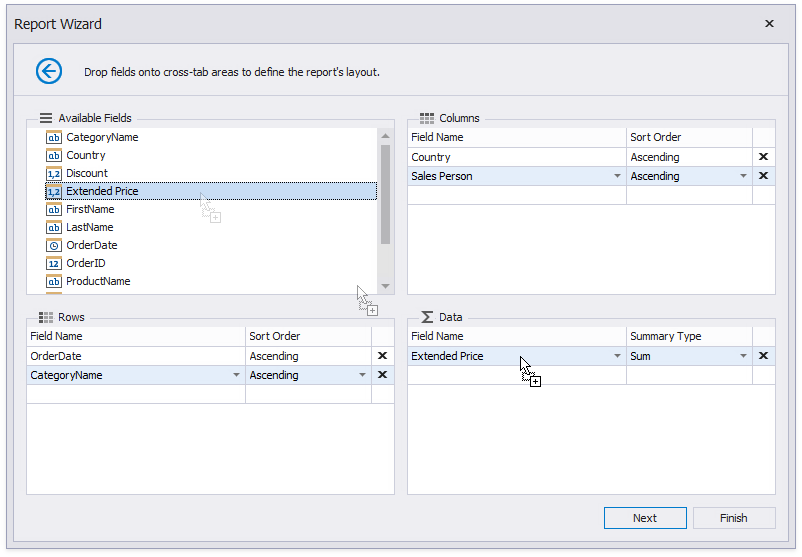 Report Wizard
Drop fields onto cross-tab areas to define the report's layout.
Available Fields
ab CategoryName
ab Country
1,2 Discount
1,2 Extended Price
ab FirstName
ab LastName
OrderDate
12 OrderID
ab ProductName
Columns
Field Name Sort Order
Country Ascending
Sales Person Ascending
Rows
Field Name Sort Order
OrderDate Ascending
CategoryName Ascending
Σ Data
Field Name Summary Type
Extended Price Sum
Next Finish